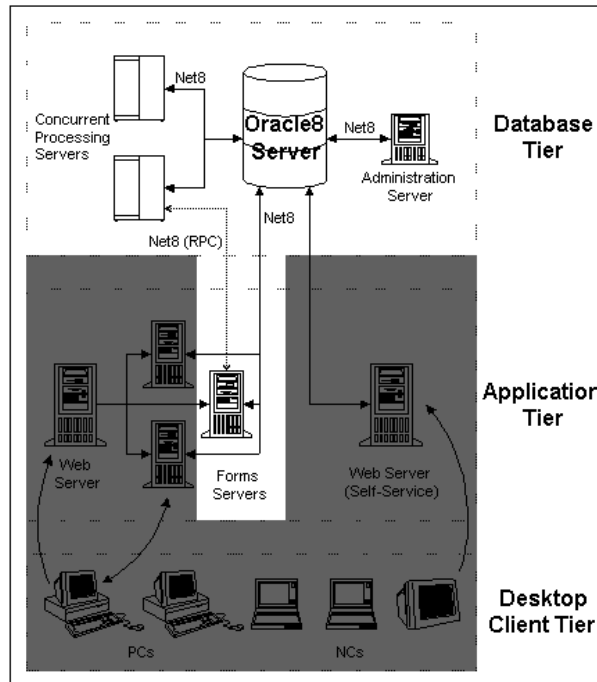 Net8
Concurrent
Processing
Servers
Oracle8
Server
Net8
Administration
Server
Database
Tier
Net8
Net8 (RPC)
Application
Tier
Web
Server
Forms
Servers
Web Server
(Self-Service)
Desktop
Client Tier
PCs
NCs